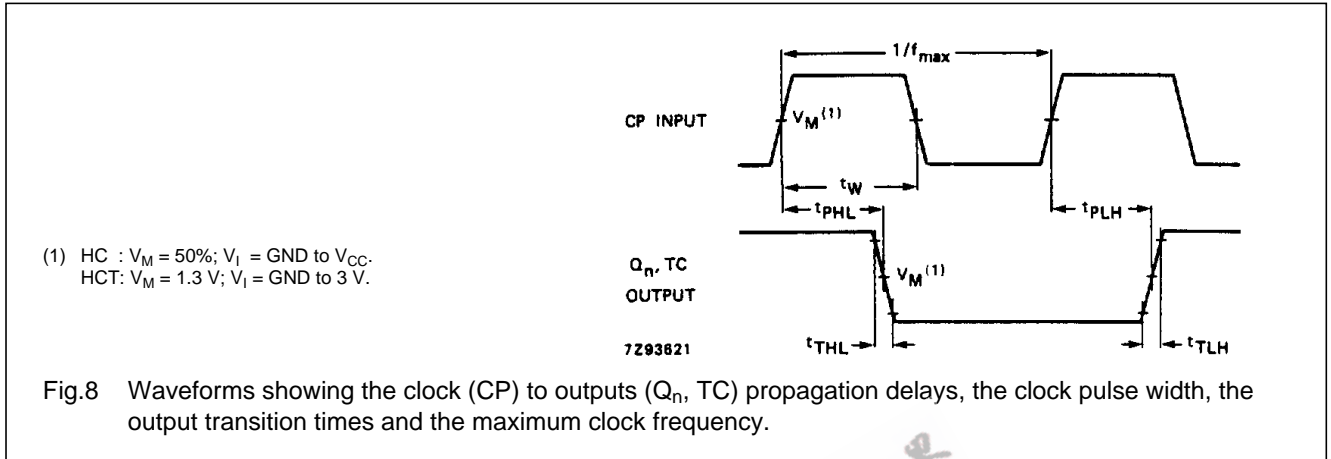 1/fmax
CP INPUT
VM(1)
tW
tPHL
tPLH
(1) HC : VM = 50%; VI = GND to VCC.
HCT: VM = 1.3 V; VI = GND to 3 V.
Qn, TC
OUTPUT
VM(1)
7Z93621
tTHL
tTLH
Fig.8 Waveforms showing the clock (CP) to outputs (Qn, TC) propagation delays, the clock pulse width, the
output transition times and the maximum clock frequency.